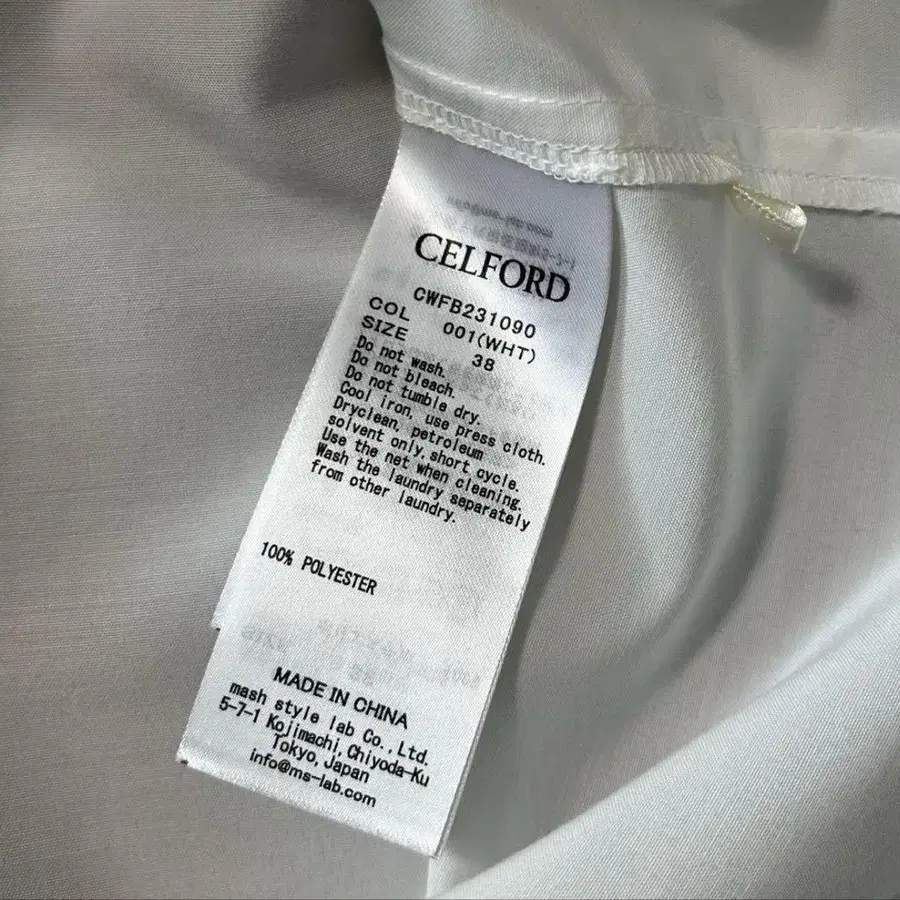 CELFORD
CWFB231090
COL 001(WHT)
SIZE 38
Do not wash.
Do not bleach.
Do not tumble dry.
Cool iron, use press cloth.
Dryclean, petroleum
solvent only, short cycle.
Use the net when cleaning.
Wash the laundry separately
from other laundry.
100% POLYESTER
MADE IN CHINA
mash style lab Co., Ltd.
5-7-1 Kojimachi, Chiyoda-Ku
Tokyo, Japan
info@ms-lab.com